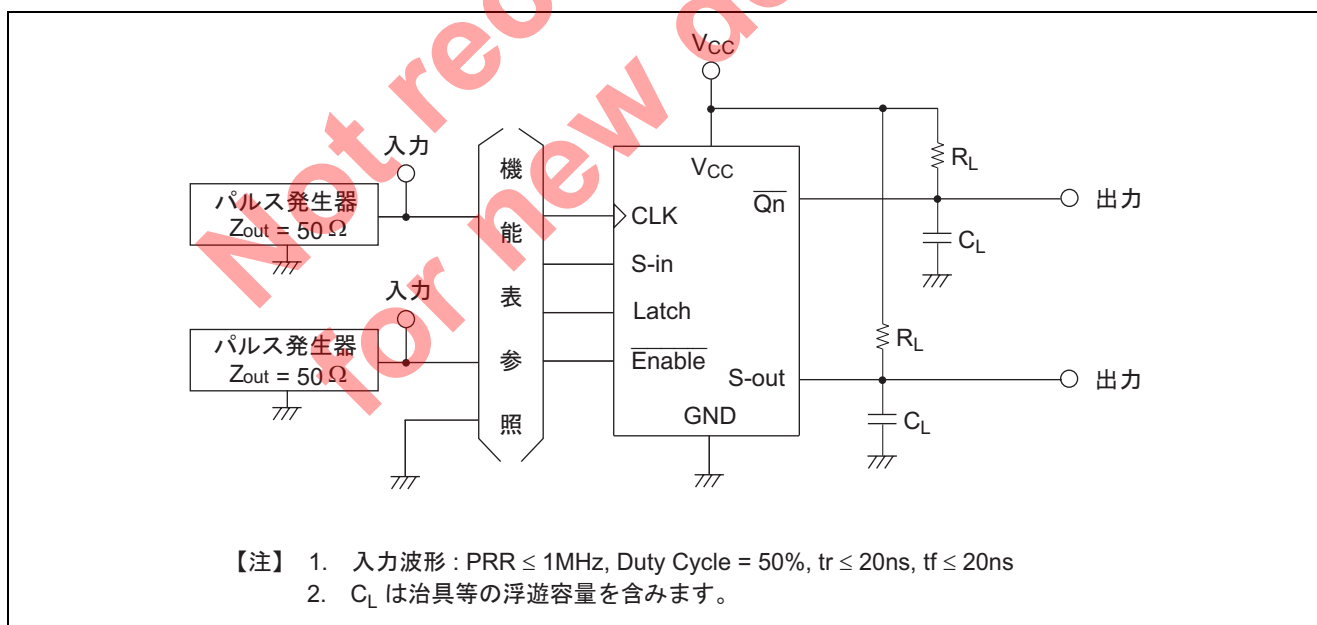 Not rec
for new de
VCC
入力
パルス発生器
Zout = 50 Ω
入力
パルス発生器
Zout = 50 Ω
機能表参照
VCC
CLK
S-in
Latch
Enable
Qn
S-out
GND
RL
CL
出力
RL
CL
出力
【注】 1. 入力波形 : PRR ≤ 1MHz, Duty Cycle = 50%, tr ≤ 20ns, tf ≤ 20ns
2. CL は治具等の浮遊容量を含みます。